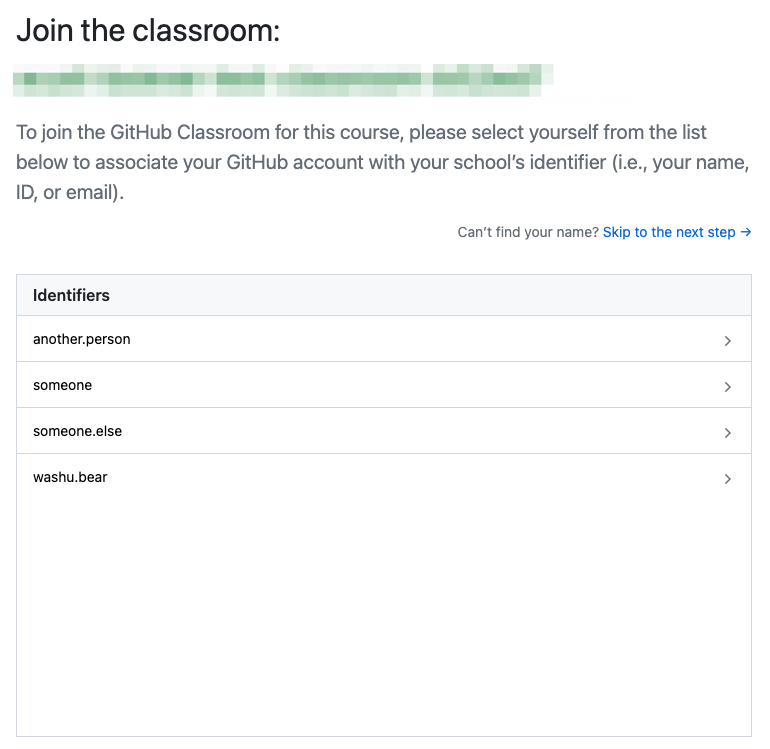 Join the classroom:
To join the GitHub Classroom for this course, please select yourself from the list
below to associate your GitHub account with your school’s identifier (i.e., your name,
ID, or email).
Can’t find your name? Skip to the next step →
Identifiers
another.person
someone
someone.else
washu.bear